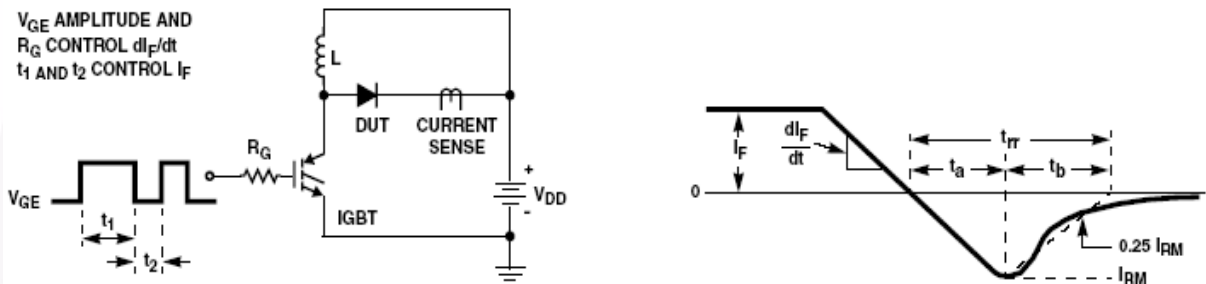 VGE AMPLITUDE AND
RG CONTROL dIF/dt
t1 AND t2 CONTROL IF
L
DUT
CURRENT
SENSE
RG
IGBT
+
VDD
-
VGE
t1
t2
IF
dIF
dt
trr
ta
tb
0
0.25 IRM
IRM